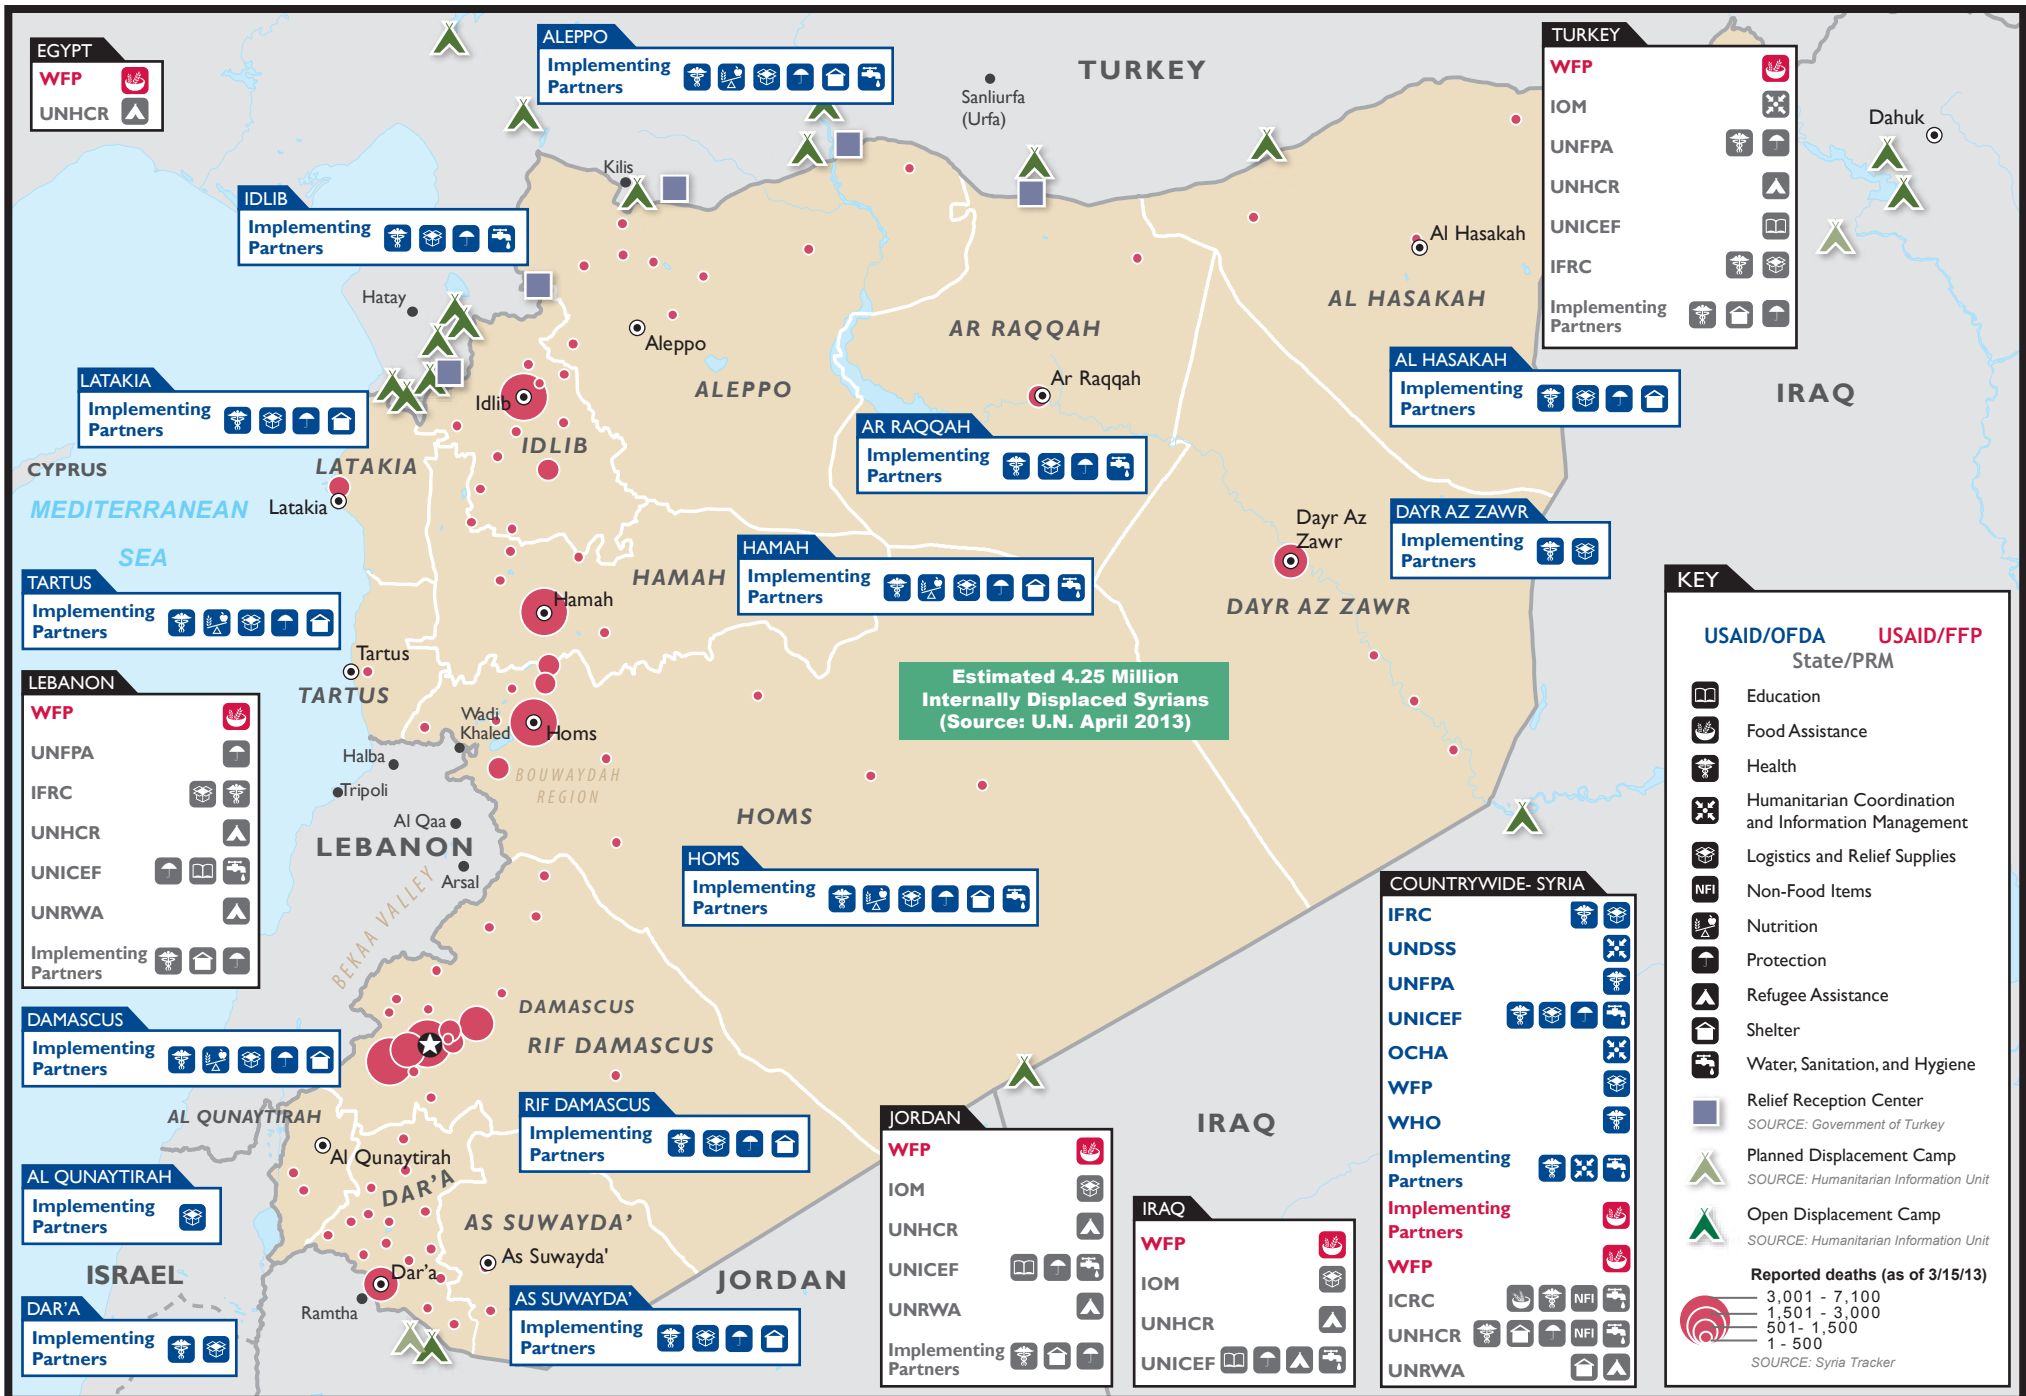 EGYPT
WFP
UNHCR
ALEPPO
Implementing
Partners
TURKEY
Sanliurfa
(Urfa)
TURKEY
WFP
IOM
UNFPA
UNHCR
UNICEF
IFRC
Implementing
Partners
Dahuk
Kilis
IDLIB
Implementing
Partners
Al Hasakah
AL HASAKAH
Hatay
Aleppo
ALEPPO
AR RAQQAH
Ar Raqqah
AL HASAKAH
Implementing
Partners
IRAQ
LATAKIA
Implementing
Partners
Idlib
IDLIB
AR RAQQAH
Implementing
Partners
CYPRUS
LATAKIA
Latakia
MEDITERRANEAN
SEA
Dayr Az
Zawr
DAYR AZ ZAWR
Implementing
Partners
DAYR AZ ZAWR
HAMAH
Implementing
Partners
HAMAH
Hamah
TARTUS
Implementing
Partners
Tartus
TARTUS
Estimated 4.25 Million
Internally Displaced Syrians
(Source: U.N. April 2013)
LEBANON
WFP
UNFPA
IFRC
UNHCR
UNICEF
UNRWA
Implementing
Partners
Wadi
Khaled
Homs
Halba
Tripoli
BOUWAYDAH
REGION
Al Qaa
LEBANON
Arsal
BEKAA VALLEY
HOMS
HOMS
Implementing
Partners
DAMASCUS
Implementing
Partners
DAMASCUS
RIF DAMASCUS
RIF DAMASCUS
Implementing
Partners
AL QUNAYTIRAH
Al Qunaytirah
AL QUNAYTIRAH
Implementing
Partners
DAR'A
AS SUWAYDA'
As Suwayda'
ISRAEL
Dar'a
Ramtha
JORDAN
DAR'A
Implementing
Partners
AS SUWAYDA'
Implementing
Partners
JORDAN
WFP
IOM
UNHCR
UNICEF
UNRWA
Implementing
Partners
IRAQ
IRAQ
WFP
IOM
UNHCR
UNICEF
COUNTRYWIDE- SYRIA
IFRC
UNDSS
UNFPA
UNICEF
OCHA
WFP
WHO
Implementing
Partners
Implementing
Partners
WFP
ICRC NFI
UNHCR NFI
UNRWA
KEY
USAID/OFDA USAID/FFP
State/PRM
Education
Food Assistance
Health
Humanitarian Coordination
and Information Management
Logistics and Relief Supplies
NFI Non-Food Items
Nutrition
Protection
Refugee Assistance
Shelter
Water, Sanitation, and Hygiene
Relief Reception Center
SOURCE: Government of Turkey
Planned Displacement Camp
SOURCE: Humanitarian Information Unit
Open Displacement Camp
SOURCE: Humanitarian Information Unit
Reported deaths (as of 3/15/13)
3,001 - 7,100
1,501 - 3,000
501- 1,500
1 - 500
SOURCE: Syria Tracker